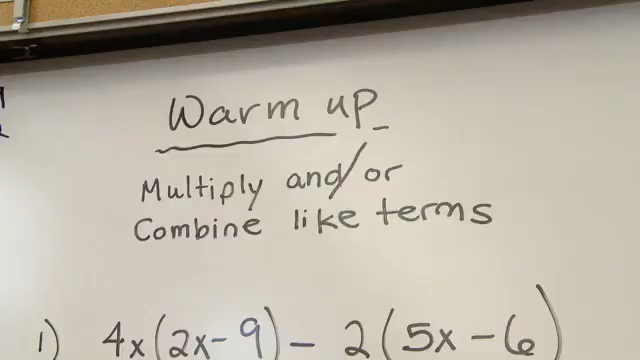 Warm up
Multiply and/or
Combine like terms
1) 4x(2x-9) - 2(5x-6)